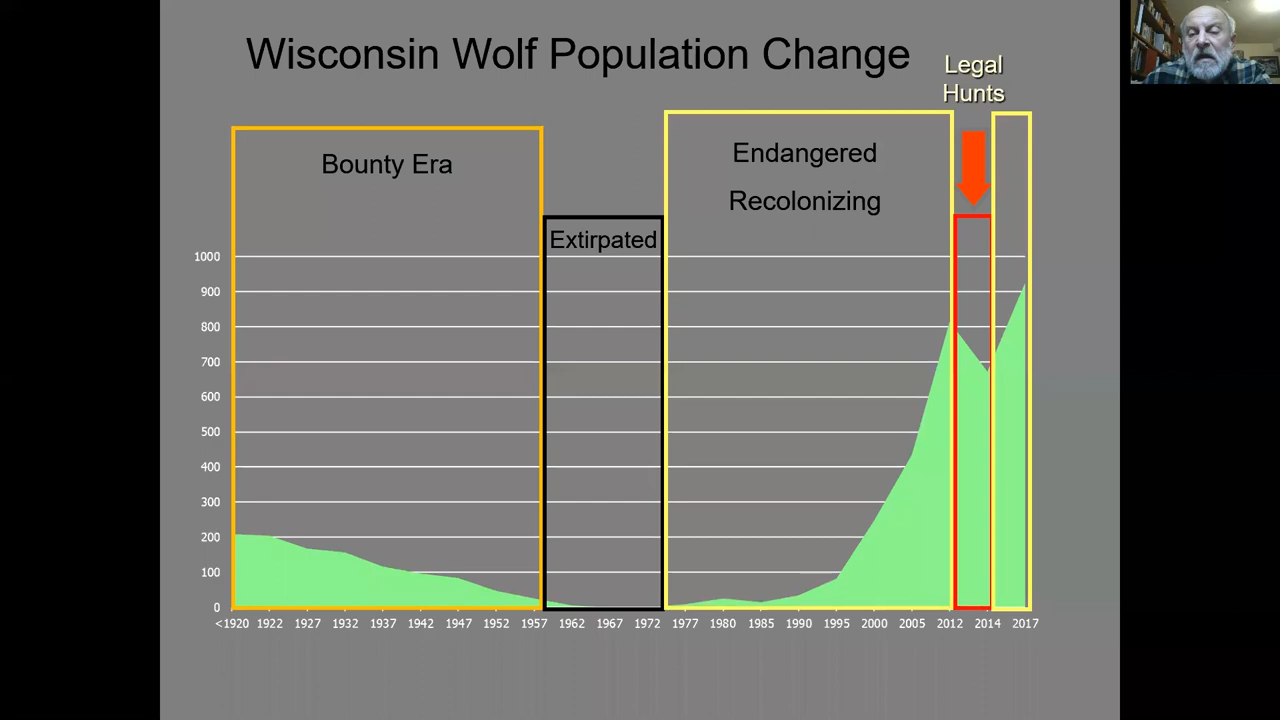 Wisconsin Wolf Population Change
Legal
Hunts
Bounty Era
Endangered
Recolonizing
Extirpated
1000
900
800
700
600
500
400
300
200
100
0
<1920 1922 1927 1932 1937 1942 1947 1952 1957 1962 1967 1972 1977 1980 1985 1990 1995 2000 2005 2012 2014 2017